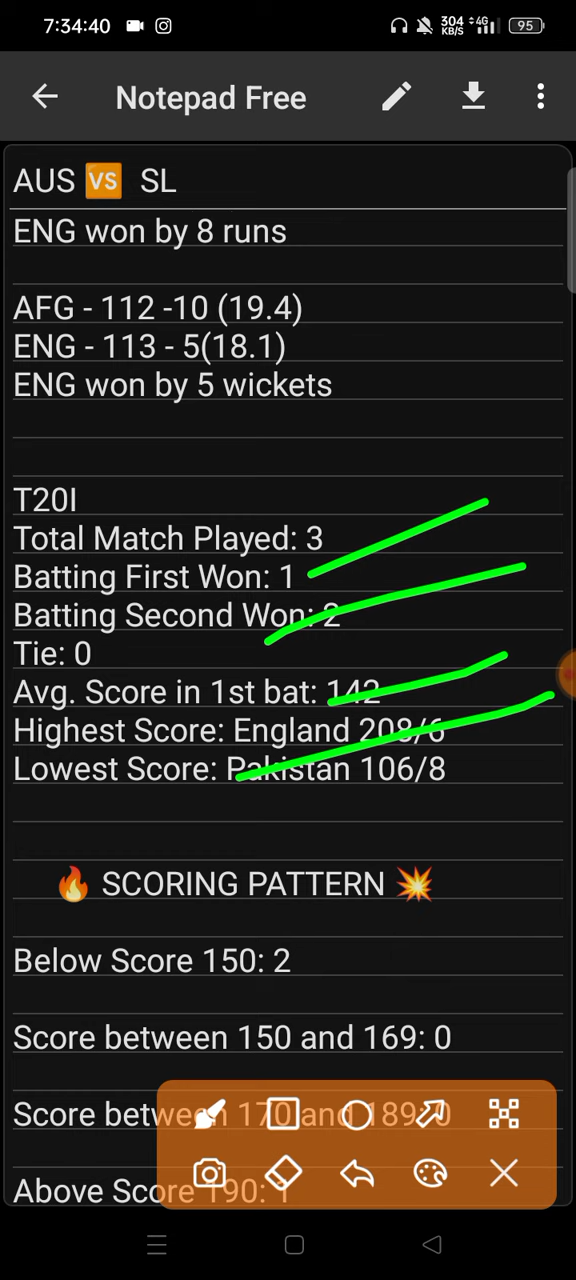 7:34:40 304 KB/S 4G 95
Notepad Free
AUS VS SL
ENG won by 8 runs
AFG - 112 -10 (19.4)
ENG - 113 - 5(18.1)
ENG won by 5 wickets
T20I
Total Match Played: 3
Batting First Won: 1
Batting Second Won: 2
Tie: 0
Avg. Score in 1st bat: 142
Highest Score: England 208/6
Lowest Score: Pakistan 106/8
🔥 SCORING PATTERN 💥
Below Score 150: 2
Score between 150 and 169: 0
Score between 170 and 189: 0
Above Score 190: 1